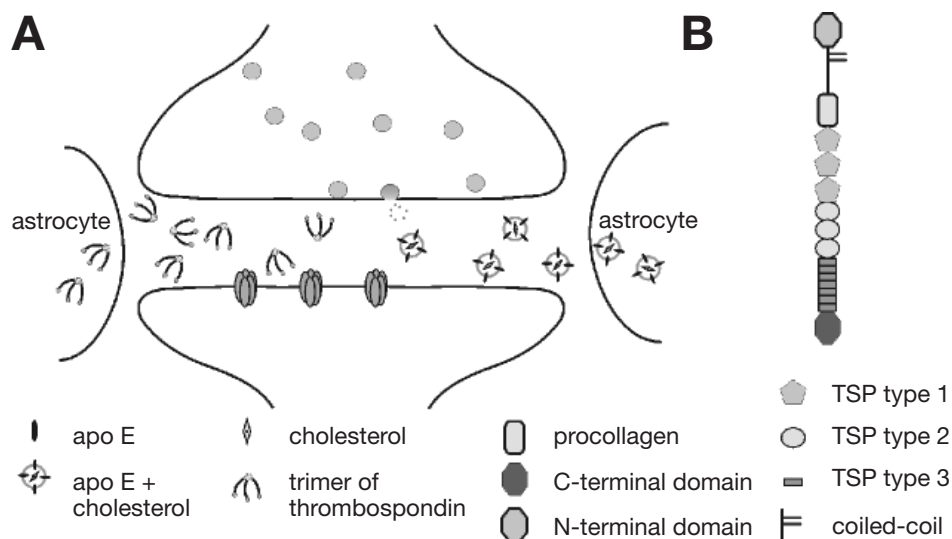 A
B
astrocyte
astrocyte
apo E
cholesterol
procollagen
TSP type 1
apo E +
cholesterol
trimer of
thrombospondin
C-terminal domain
TSP type 2
TSP type 3
N-terminal domain
coiled-coil